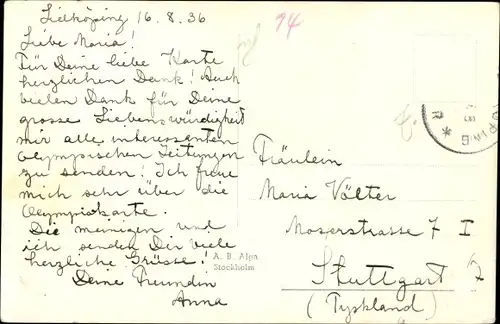 Lidköping 16.8.36
94
Liebe Maria!
Für Deine liebe Karte
herzlichen Dank! Auch
vielen Dank für Deine
grosse Liebenswürdigkeit
mir alle interessanten
Olympischen Zeitungen
zu senden! Ich freue
mich sehr über die
Olympiakarte.
Die meinigen und
ich senden Dir viele
herzliche Grüsse!
Deine Freundin
Anna
A. B. Alga
Stockholm
Fräulein
Maria Völter
Moserstrasse 7 I
Stuttgart
(Tyskland)